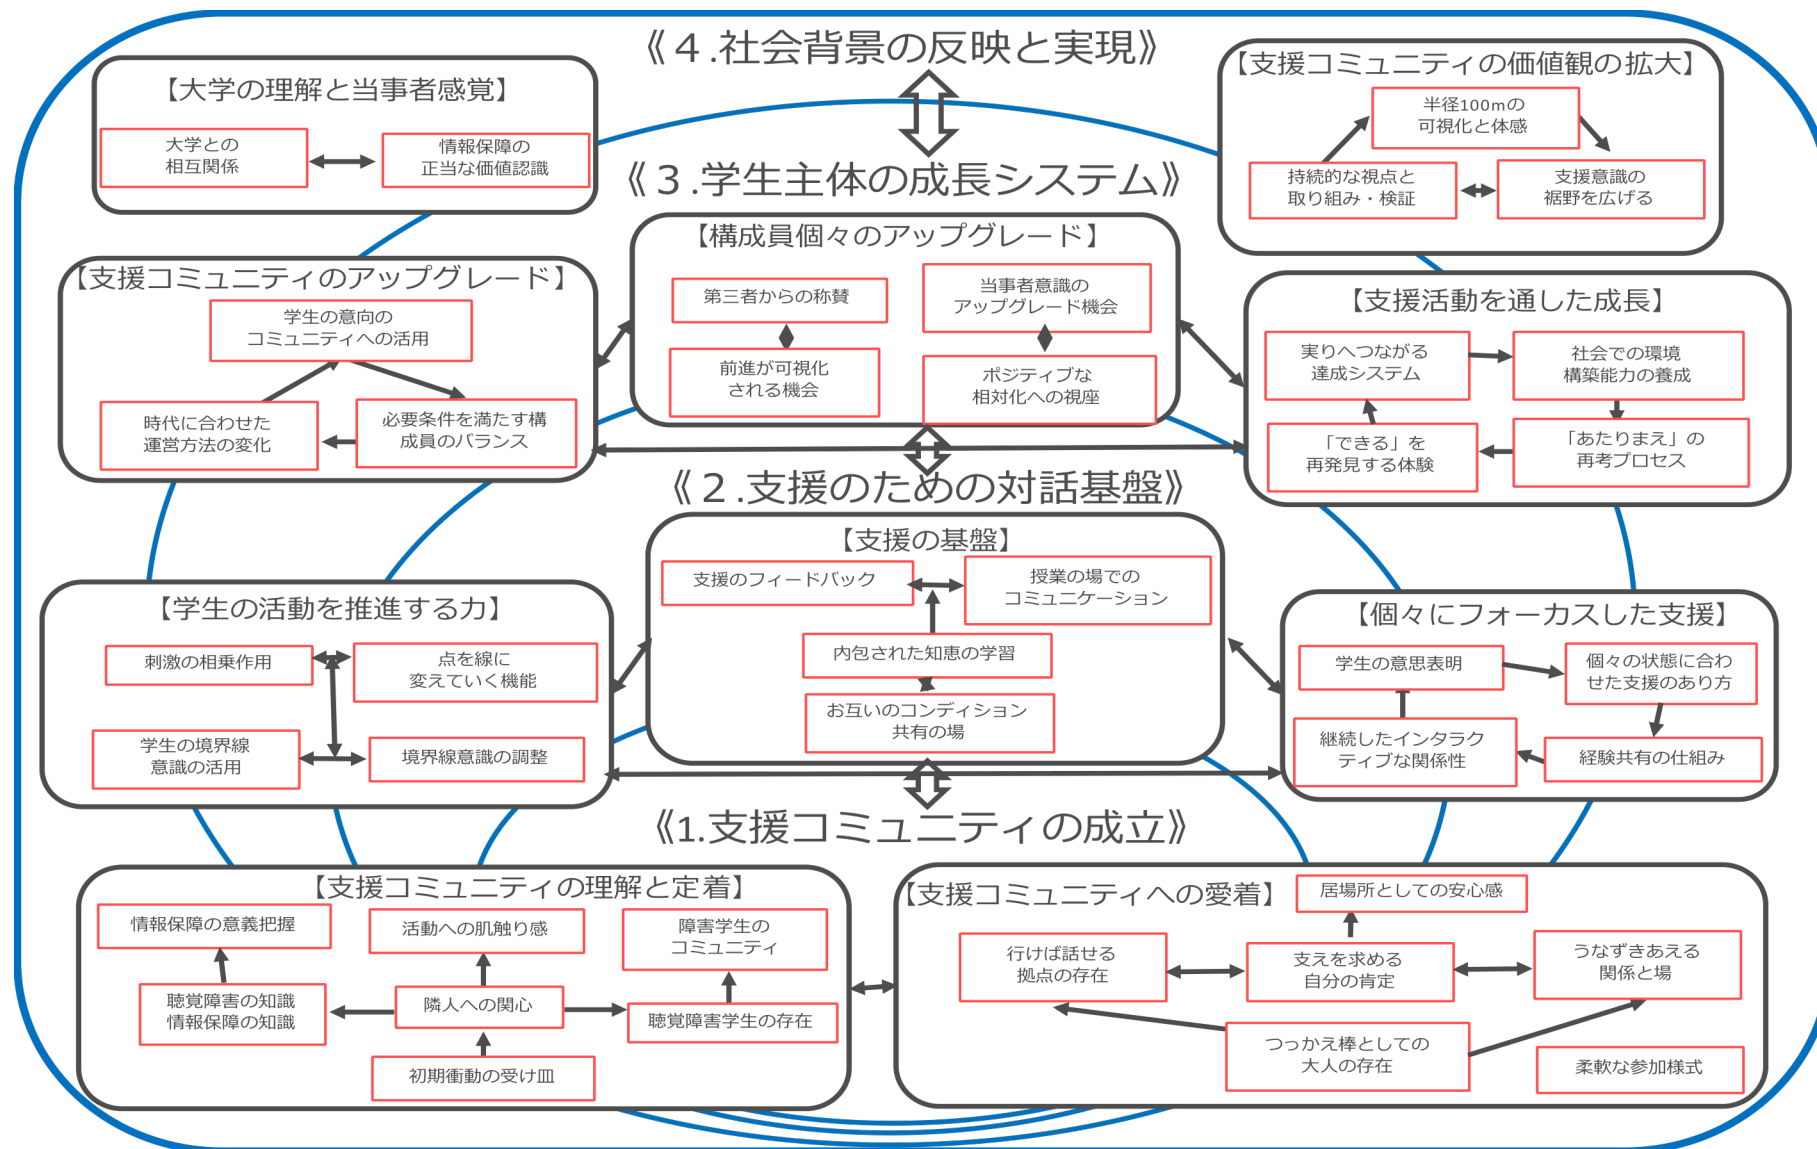 《４.社会背景の反映と実現》
【大学の理解と当事者感覚】
大学との
相互関係
情報保障の
正当な価値認識
【支援コミュニティの価値観の拡大】
半径100mの
可視化と体感
持続的な視点と
取り組み・検証
支援意識の
裾野を広げる
《３.学生主体の成長システム》
【支援コミュニティのアップグレード】
学生の意向の
コミュニティへの活用
時代に合わせた
運営方法の変化
必要条件を満たす構
成員のバランス
【構成員個々のアップグレード】
第三者からの称賛
前進が可視化
される機会
当事者意識の
アップグレード機会
ポジティブな
相対化への視座
【支援活動を通した成長】
実りへつながる
達成システム
社会での環境
構築能力の養成
「できる」を
再発見する体験
「あたりまえ」の
再考プロセス
《２.支援のための対話基盤》
【学生の活動を推進する力】
刺激の相乗作用
点を線に
変えていく機能
学生の境界線
意識の活用
境界線意識の調整
【支援の基盤】
支援のフィードバック
授業の場での
コミュニケーション
内包された知恵の学習
お互いのコンディション
共有の場
【個々にフォーカスした支援】
学生の意思表明
個々の状態に合わ
せた支援のあり方
継続したインタラク
ティブな関係性
経験共有の仕組み
《1.支援コミュニティの成立》
【支援コミュニティの理解と定着】
情報保障の意義把握
活動への肌触り感
障害学生の
コミュニティ
聴覚障害の知識
情報保障の知識
隣人への関心
聴覚障害学生の存在
初期衝動の受け皿
【支援コミュニティへの愛着】
居場所としての安心感
行けば話せる
拠点の存在
支えを求める
自分の肯定
うなずきあえる
関係と場
つっかえ棒としての
大人の存在
柔軟な参加様式